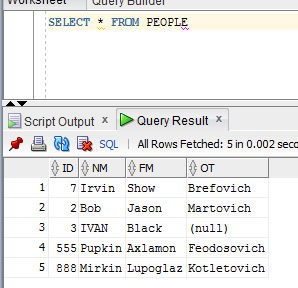 Worksheet Query Builder
SELECT * FROM PEOPLE
Script Output x Query Result x
SQL | All Rows Fetched: 5 in 0.002 seco
ID NM FM OT
1 7 Irvin Show Brefovich
2 2 Bob Jason Martovich
3 3 IVAN Black (null)
4 555 Pupkin Axlamon Feodosovich
5 888 Mirkin Lupoglaz Kotletovich